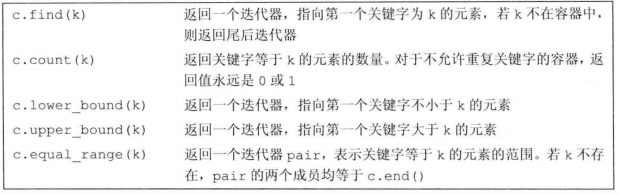 c.find(k) 返回一个迭代器，指向第一个关键字为 k 的元素，若 k 不在容器中，
则返回尾后迭代器
c.count(k) 返回关键字等于 k 的元素的数量。对于不允许重复关键字的容器，返
回值永远是 0 或 1
c.lower_bound(k) 返回一个迭代器，指向第一个关键字不小于 k 的元素
c.upper_bound(k) 返回一个迭代器，指向第一个关键字大于 k 的元素
c.equal_range(k) 返回一个迭代器 pair，表示关键字等于 k 的元素的范围。若 k 不存
在，pair 的两个成员均等于 c.end()